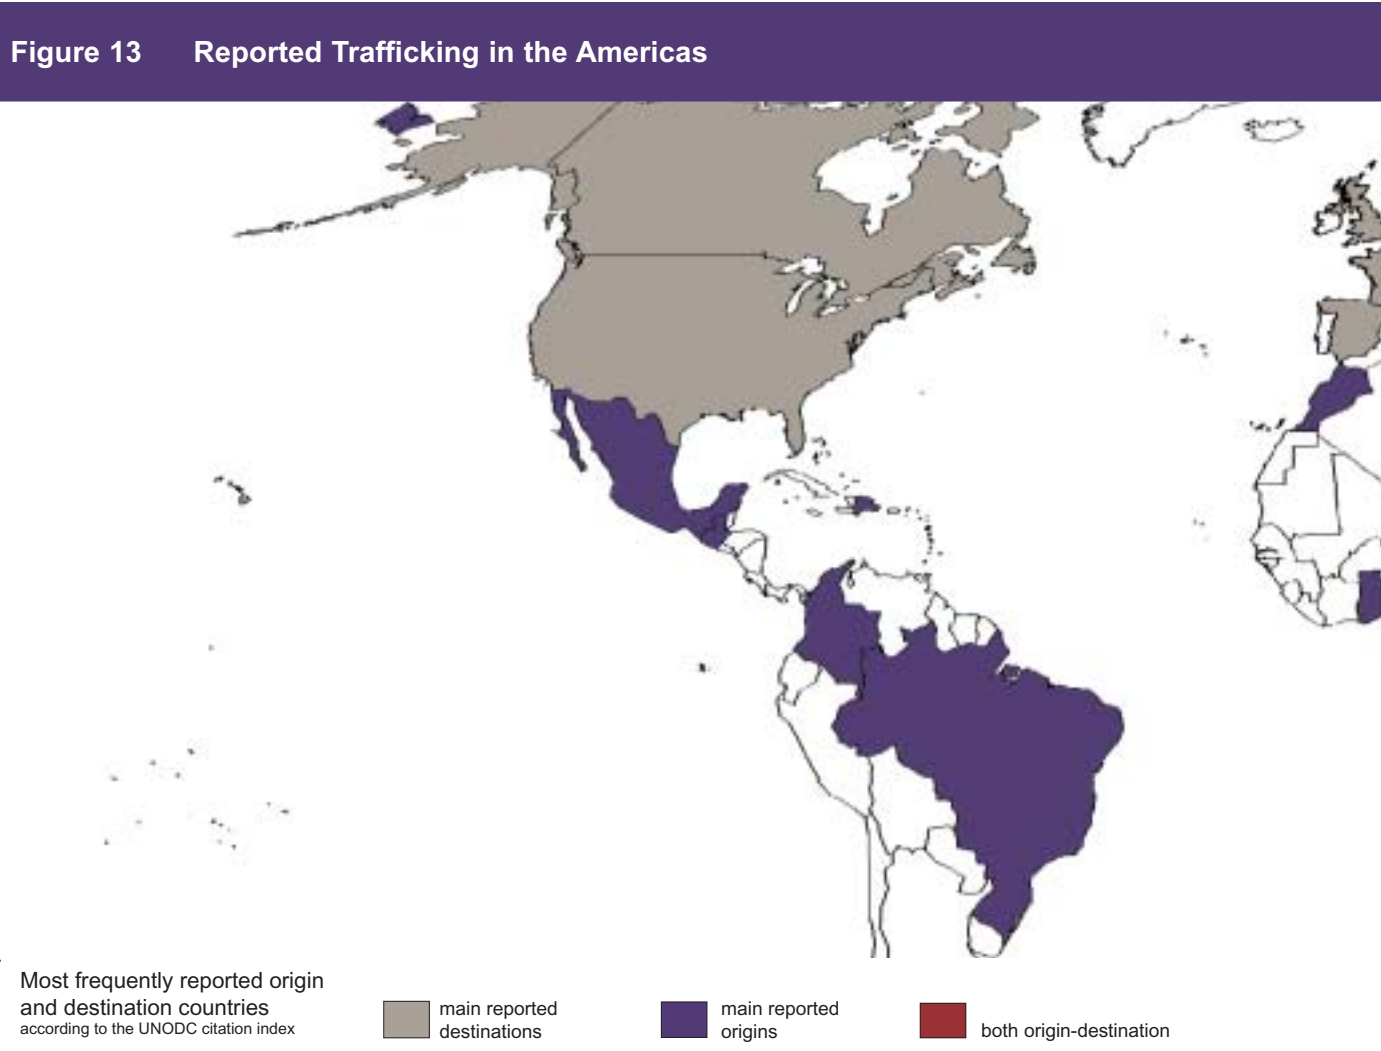 Figure 13 Reported Trafficking in the Americas
Most frequently reported origin
and destination countries
according to the UNODC citation index
main reported
destinations
main reported
origins
both origin-destination